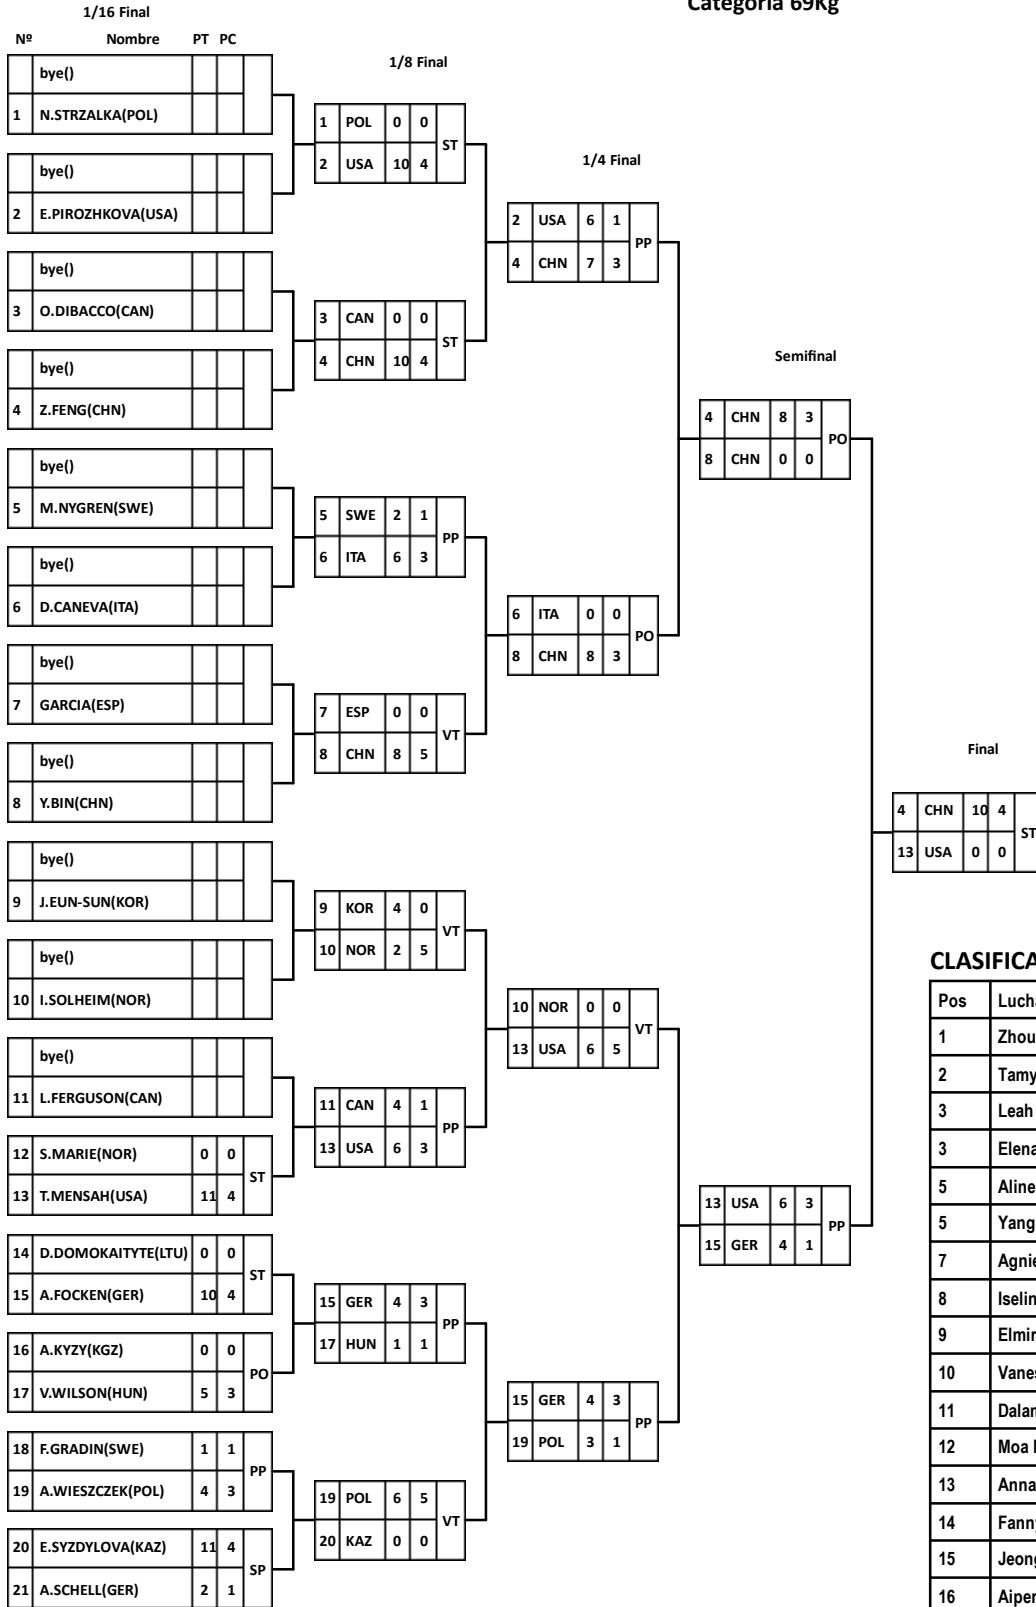 Categoría 69Kg
1/16 Final
Nº Nombre PT PC
bye()
1 N.STRZALKA(POL)
bye()
2 E.PIROZHKOVA(USA)
bye()
3 O.DIBACCO(CAN)
bye()
4 Z.FENG(CHN)
bye()
5 M.NYGREN(SWE)
bye()
6 D.CANEVA(ITA)
bye()
7 GARCIA(ESP)
bye()
8 Y.BIN(CHN)
bye()
9 J.EUN-SUN(KOR)
bye()
10 I.SOLHEIM(NOR)
bye()
11 L.FERGUSON(CAN)
12 S.MARIE(NOR) 0 0 ST
13 T.MENSAH(USA) 11 4
14 D.DOMOKAITYTE(LTU) 0 0 ST
15 A.FOCKEN(GER) 10 4
16 A.KYZY(KGZ) 0 0 PO
17 V.WILSON(HUN) 5 3
18 F.GRADIN(SWE) 1 1 PP
19 A.WIESZCZEK(POL) 4 3
20 E.SYZDYLOVA(KAZ) 11 4 SP
21 A.SCHELL(GER) 2 1
1/8 Final
1 POL 0 0 ST
2 USA 10 4
3 CAN 0 0 ST
4 CHN 10 4
5 SWE 2 1 PP
6 ITA 6 3
7 ESP 0 0 VT
8 CHN 8 5
9 KOR 4 0 VT
10 NOR 2 5
11 CAN 4 1 PP
13 USA 6 3
15 GER 4 3 PP
17 HUN 1 1
19 POL 6 5 VT
20 KAZ 0 0
1/4 Final
2 USA 6 1 PP
4 CHN 7 3
6 ITA 0 0 PO
8 CHN 8 3
10 NOR 0 0 VT
13 USA 6 5
15 GER 4 3 PP
19 POL 3 1
Semifinal
4 CHN 8 3 PO
8 CHN 0 0
13 USA 6 3 PP
15 GER 4 1
Final
4 CHN 10 4 ST
13 USA 0 0
CLASIFICA
Pos Lucha
1 Zhou
2 Tamy
3 Leah
3 Elena
5 Aline
5 Yang
7 Agnie
8 Iselin
9 Elmir
10 Vanes
11 Dalar
12 Moa
13 Anna
14 Fanny
15 Jeong
16 Aiper